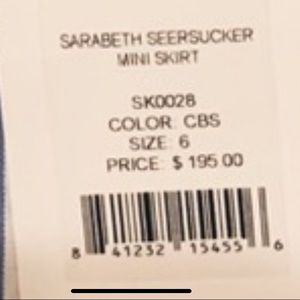 SARABETH SEERSUCKER
MINI SKIRT
SK0028
COLOR: CBS
SIZE: 6
PRICE: $ 195.00
8 41232 15455 6